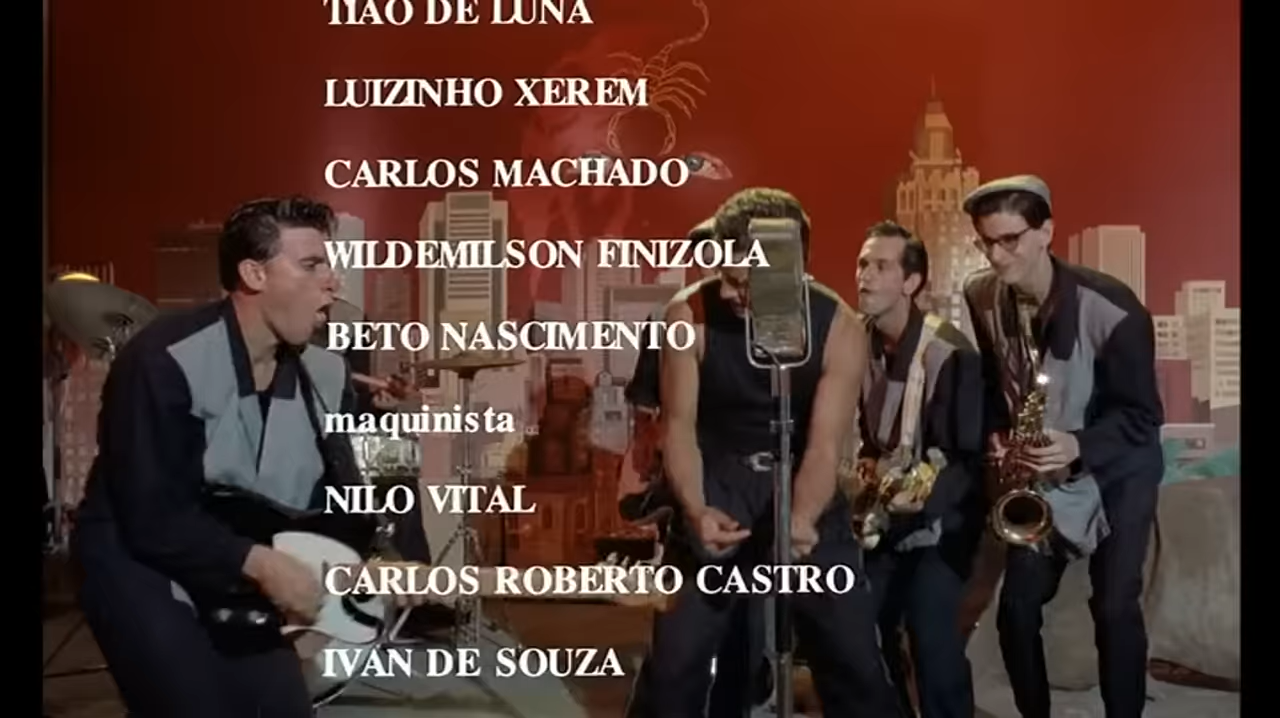 TIÃO DE LUNA
LUIZINHO XEREM
CARLOS MACHADO
WILDEMILSON FINIZOLA
BETO NASCIMENTO
maquinista
NILO VITAL
CARLOS ROBERTO CASTRO
IVAN DE SOUZA